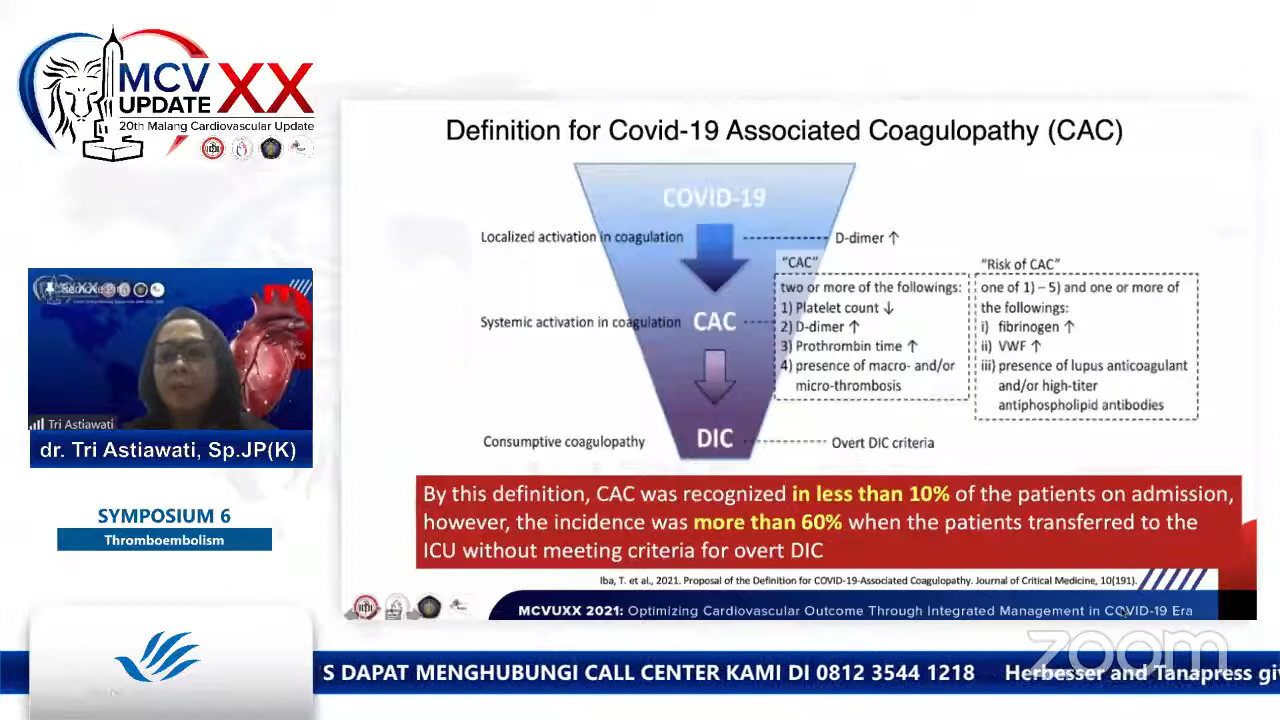 MCV XX
UPDATE
20th Malang Cardiovascular Update
Definition for Covid-19 Associated Coagulopathy (CAC)
COVID-19
Localized activation in coagulation
D-dimer ↑
"CAC"
two or more of the followings:
1) Platelet count ↓
2) D-dimer ↑
3) Prothrombin time ↑
4) presence of macro- and/or
micro-thrombosis
"Risk of CAC"
one of 1) – 5) and one or more of
the followings:
i) fibrinogen ↑
ii) VWF ↑
iii) presence of lupus anticoagulant
and/or high-titer
antiphospholipid antibodies
Systemic activation in coagulation
CAC
Consumptive coagulopathy
DIC
Overt DIC criteria
By this definition, CAC was recognized in less than 10% of the patients on admission,
however, the incidence was more than 60% when the patients transferred to the
ICU without meeting criteria for overt DIC
Iba, T. et al., 2021. Proposal of the Definition for COVID-19-Associated Coagulopathy. Journal of Critical Medicine, 10(191).
MCVUXX 2021: Optimizing Cardiovascular Outcome Through Integrated Management in COVID-19 Era
Tri Astiawati
dr. Tri Astiawati, Sp.JP(K)
SYMPOSIUM 6
Thromboembolism
zoom
S DAPAT MENGHUBUNGI CALL CENTER KAMI DI 0812 3544 1218 Herbesser and Tanapress gi